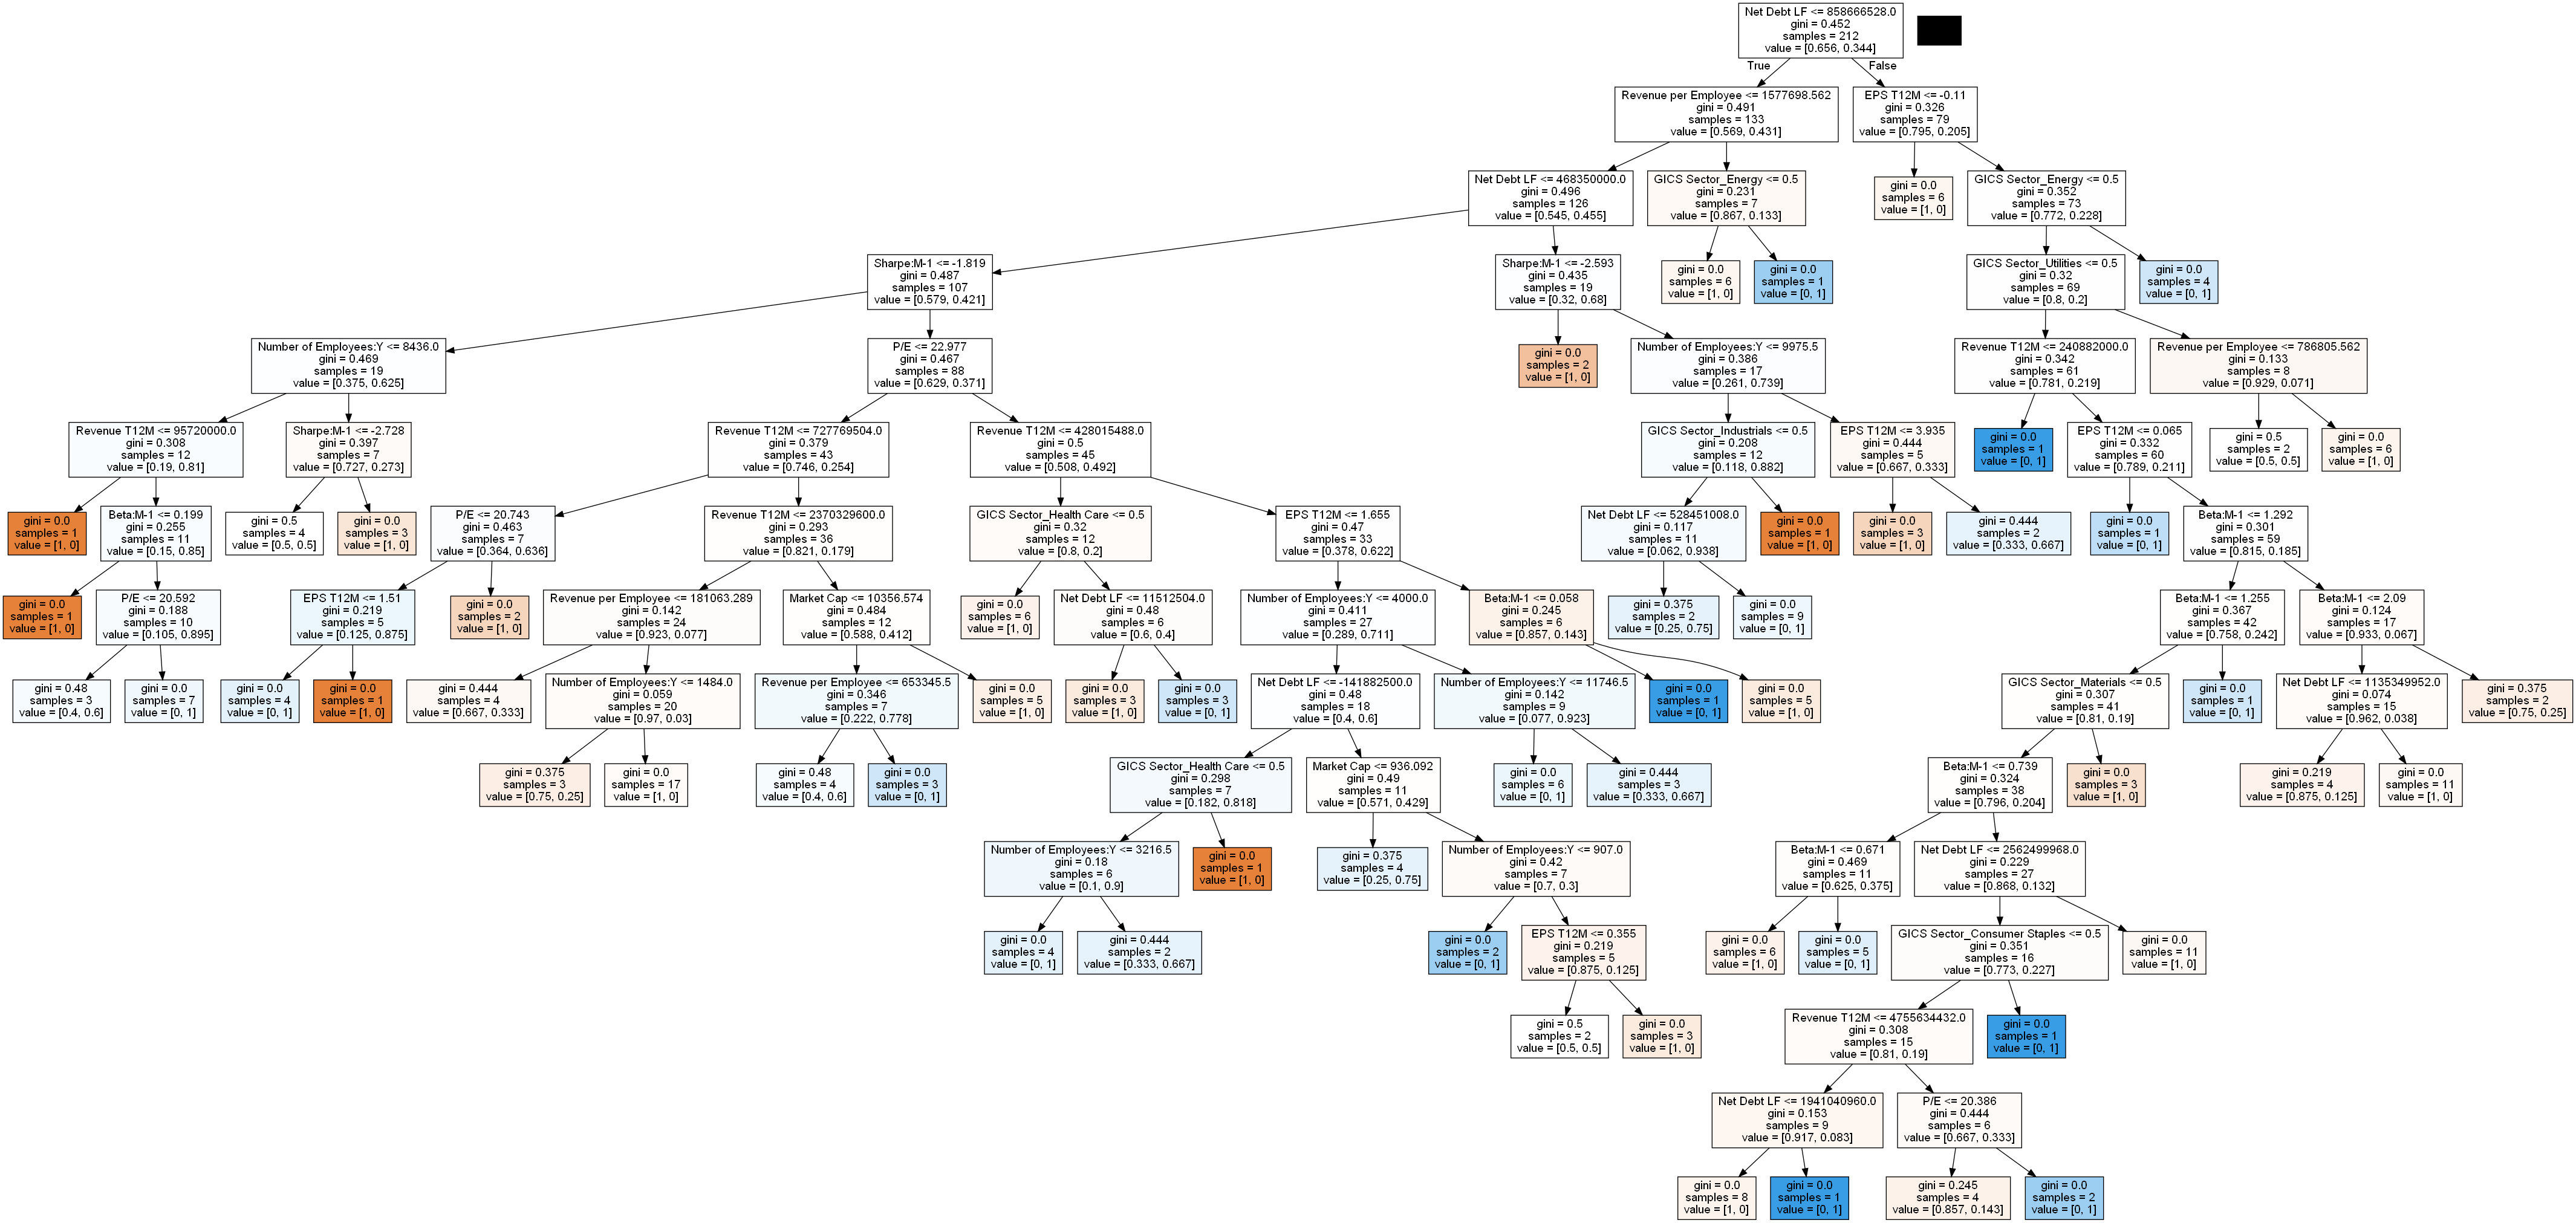 Net Debt LF <= 858666528.0
gini = 0.452
samples = 212
value = [0.656, 0.344]
True
False
Revenue per Employee <= 1577698.562
gini = 0.491
samples = 133
value = [0.569, 0.431]
EPS T12M <= -0.11
gini = 0.326
samples = 79
value = [0.795, 0.205]
Net Debt LF <= 468350000.0
gini = 0.496
samples = 126
value = [0.545, 0.455]
GICS Sector_Energy <= 0.5
gini = 0.231
samples = 7
value = [0.867, 0.133]
gini = 0.0
samples = 6
value = [1, 0]
GICS Sector_Energy <= 0.5
gini = 0.352
samples = 73
value = [0.772, 0.228]
Sharpe:M-1 <= -1.819
gini = 0.487
samples = 107
value = [0.579, 0.421]
Sharpe:M-1 <= -2.593
gini = 0.435
samples = 19
value = [0.32, 0.68]
gini = 0.0
samples = 6
value = [1, 0]
gini = 0.0
samples = 1
value = [0, 1]
GICS Sector_Utilities <= 0.5
gini = 0.32
samples = 69
value = [0.8, 0.2]
gini = 0.0
samples = 4
value = [0, 1]
Number of Employees:Y <= 8436.0
gini = 0.469
samples = 19
value = [0.375, 0.625]
P/E <= 22.977
gini = 0.467
samples = 88
value = [0.629, 0.371]
gini = 0.0
samples = 2
value = [1, 0]
Number of Employees:Y <= 9975.5
gini = 0.386
samples = 17
value = [0.261, 0.739]
Revenue T12M <= 240882000.0
gini = 0.342
samples = 61
value = [0.781, 0.219]
Revenue per Employee <= 786805.562
gini = 0.133
samples = 8
value = [0.929, 0.071]
Revenue T12M <= 95720000.0
gini = 0.308
samples = 12
value = [0.19, 0.81]
Sharpe:M-1 <= -2.728
gini = 0.397
samples = 7
value = [0.727, 0.273]
Revenue T12M <= 727769504.0
gini = 0.379
samples = 43
value = [0.746, 0.254]
Revenue T12M <= 428015488.0
gini = 0.5
samples = 45
value = [0.508, 0.492]
GICS Sector_Industrials <= 0.5
gini = 0.208
samples = 12
value = [0.118, 0.882]
EPS T12M <= 3.935
gini = 0.444
samples = 5
value = [0.667, 0.333]
gini = 0.0
samples = 1
value = [0, 1]
EPS T12M <= 0.065
gini = 0.332
samples = 60
value = [0.789, 0.211]
gini = 0.5
samples = 2
value = [0.5, 0.5]
gini = 0.0
samples = 6
value = [1, 0]
gini = 0.0
samples = 1
value = [1, 0]
Beta:M-1 <= 0.199
gini = 0.255
samples = 11
value = [0.15, 0.85]
gini = 0.5
samples = 4
value = [0.5, 0.5]
gini = 0.0
samples = 3
value = [1, 0]
P/E <= 20.743
gini = 0.463
samples = 7
value = [0.364, 0.636]
Revenue T12M <= 2370329600.0
gini = 0.293
samples = 36
value = [0.821, 0.179]
GICS Sector_Health Care <= 0.5
gini = 0.32
samples = 12
value = [0.8, 0.2]
EPS T12M <= 1.655
gini = 0.47
samples = 33
value = [0.378, 0.622]
Net Debt LF <= 528451008.0
gini = 0.117
samples = 11
value = [0.062, 0.938]
gini = 0.0
samples = 1
value = [1, 0]
gini = 0.0
samples = 3
value = [1, 0]
gini = 0.444
samples = 2
value = [0.333, 0.667]
gini = 0.0
samples = 1
value = [0, 1]
Beta:M-1 <= 1.292
gini = 0.301
samples = 59
value = [0.815, 0.185]
gini = 0.0
samples = 1
value = [1, 0]
P/E <= 20.592
gini = 0.188
samples = 10
value = [0.105, 0.895]
EPS T12M <= 1.51
gini = 0.219
samples = 5
value = [0.125, 0.875]
gini = 0.0
samples = 2
value = [1, 0]
Revenue per Employee <= 181063.289
gini = 0.142
samples = 24
value = [0.923, 0.077]
Market Cap <= 10356.574
gini = 0.484
samples = 12
value = [0.588, 0.412]
gini = 0.0
samples = 6
value = [1, 0]
Net Debt LF <= 11512504.0
gini = 0.48
samples = 6
value = [0.6, 0.4]
Number of Employees:Y <= 4000.0
gini = 0.411
samples = 27
value = [0.289, 0.711]
Beta:M-1 <= 0.058
gini = 0.245
samples = 6
value = [0.857, 0.143]
gini = 0.375
samples = 2
value = [0.25, 0.75]
gini = 0.0
samples = 9
value = [0, 1]
Beta:M-1 <= 1.255
gini = 0.367
samples = 42
value = [0.758, 0.242]
Beta:M-1 <= 2.09
gini = 0.124
samples = 17
value = [0.933, 0.067]
gini = 0.48
samples = 3
value = [0.4, 0.6]
gini = 0.0
samples = 7
value = [0, 1]
gini = 0.0
samples = 4
value = [0, 1]
gini = 0.0
samples = 1
value = [1, 0]
gini = 0.444
samples = 4
value = [0.667, 0.333]
Number of Employees:Y <= 1484.0
gini = 0.059
samples = 20
value = [0.97, 0.03]
Revenue per Employee <= 653345.5
gini = 0.346
samples = 7
value = [0.222, 0.778]
gini = 0.0
samples = 5
value = [1, 0]
gini = 0.0
samples = 3
value = [1, 0]
gini = 0.0
samples = 3
value = [0, 1]
Net Debt LF <= -141882500.0
gini = 0.48
samples = 18
value = [0.4, 0.6]
Number of Employees:Y <= 11746.5
gini = 0.142
samples = 9
value = [0.077, 0.923]
gini = 0.0
samples = 1
value = [0, 1]
gini = 0.0
samples = 5
value = [1, 0]
GICS Sector_Materials <= 0.5
gini = 0.307
samples = 41
value = [0.81, 0.19]
gini = 0.0
samples = 1
value = [0, 1]
Net Debt LF <= 1135349952.0
gini = 0.074
samples = 15
value = [0.962, 0.038]
gini = 0.375
samples = 2
value = [0.75, 0.25]
gini = 0.375
samples = 3
value = [0.75, 0.25]
gini = 0.0
samples = 17
value = [1, 0]
gini = 0.48
samples = 4
value = [0.4, 0.6]
gini = 0.0
samples = 3
value = [0, 1]
GICS Sector_Health Care <= 0.5
gini = 0.298
samples = 7
value = [0.182, 0.818]
Market Cap <= 936.092
gini = 0.49
samples = 11
value = [0.571, 0.429]
gini = 0.0
samples = 6
value = [0, 1]
gini = 0.444
samples = 3
value = [0.333, 0.667]
Beta:M-1 <= 0.739
gini = 0.324
samples = 38
value = [0.796, 0.204]
gini = 0.0
samples = 3
value = [1, 0]
gini = 0.219
samples = 4
value = [0.875, 0.125]
gini = 0.0
samples = 11
value = [1, 0]
Number of Employees:Y <= 3216.5
gini = 0.18
samples = 6
value = [0.1, 0.9]
gini = 0.0
samples = 1
value = [1, 0]
gini = 0.375
samples = 4
value = [0.25, 0.75]
Number of Employees:Y <= 907.0
gini = 0.42
samples = 7
value = [0.7, 0.3]
Beta:M-1 <= 0.671
gini = 0.469
samples = 11
value = [0.625, 0.375]
Net Debt LF <= 2562499968.0
gini = 0.229
samples = 27
value = [0.868, 0.132]
gini = 0.0
samples = 4
value = [0, 1]
gini = 0.444
samples = 2
value = [0.333, 0.667]
gini = 0.0
samples = 2
value = [0, 1]
EPS T12M <= 0.355
gini = 0.219
samples = 5
value = [0.875, 0.125]
gini = 0.0
samples = 6
value = [1, 0]
gini = 0.0
samples = 5
value = [0, 1]
GICS Sector_Consumer Staples <= 0.5
gini = 0.351
samples = 16
value = [0.773, 0.227]
gini = 0.0
samples = 11
value = [1, 0]
gini = 0.5
samples = 2
value = [0.5, 0.5]
gini = 0.0
samples = 3
value = [1, 0]
Revenue T12M <= 4755634432.0
gini = 0.308
samples = 15
value = [0.81, 0.19]
gini = 0.0
samples = 1
value = [0, 1]
Net Debt LF <= 1941040960.0
gini = 0.153
samples = 9
value = [0.917, 0.083]
P/E <= 20.386
gini = 0.444
samples = 6
value = [0.667, 0.333]
gini = 0.0
samples = 8
value = [1, 0]
gini = 0.0
samples = 1
value = [0, 1]
gini = 0.245
samples = 4
value = [0.857, 0.143]
gini = 0.0
samples = 2
value = [0, 1]